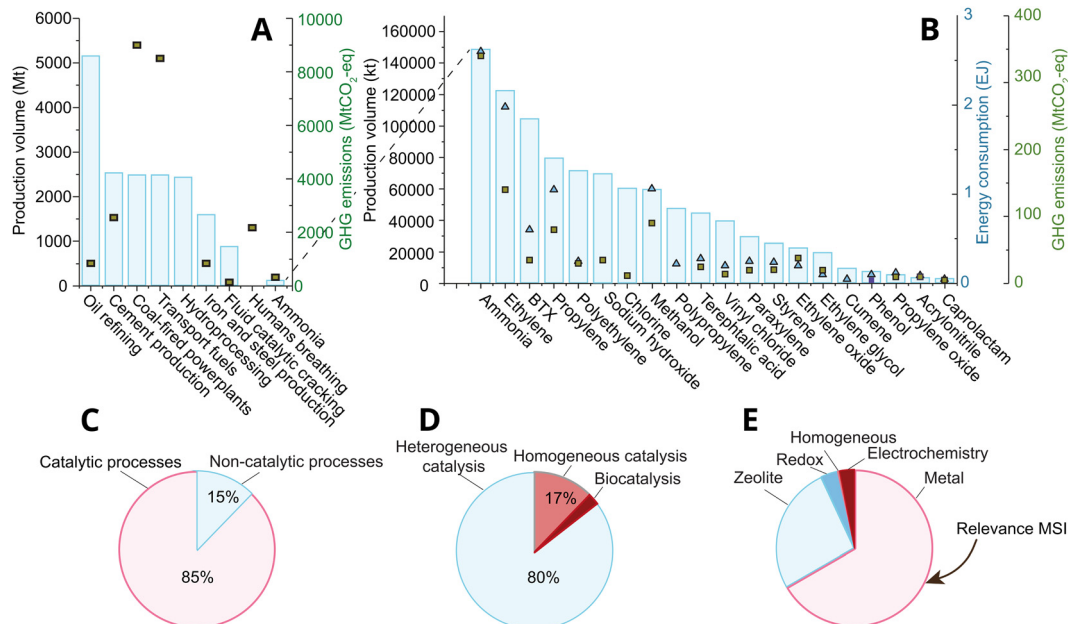 A
Production volume (Mt)
6000
5000
4000
3000
2000
1000
0
10000
8000
6000
4000
2000
0
GHG emissions (MtCO2-eq)
Oil refining
Cement production
Coal-fired powerplants
Transport fuels
Hydroprocessing
Iron and steel production
Fluid catalytic cracking
Humans breathing
Ammonia
B
Production volume (kt)
160000
140000
120000
100000
80000
60000
40000
20000
0
3
2
1
0
Energy consumption (EJ)
400
300
200
100
0
GHG emissions (MtCO2-eq)
Ammonia
Ethylene
BTX
Propylene
Polyethylene
Sodium hydroxide
Chlorine
Methanol
Polypropylene
Terephtalic acid
Vinyl chloride
Paraxylene
Styrene
Ethylene oxide
Ethylene glycol
Cumene
Phenol
Propylene oxide
Acrylonitrile
Caprolactam
C
Catalytic processes
Non-catalytic processes
15%
85%
D
Heterogeneous
catalysis
Homogeneous catalysis
Biocatalysis
17%
80%
E
Homogeneous
Redox
Electrochemistry
Zeolite
Metal
Relevance MSI